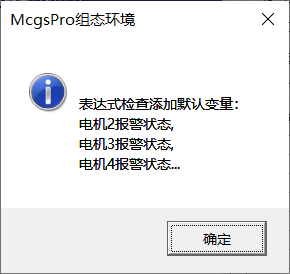 McgsPro组态环境
表达式检查添加默认变量：
电机2报警状态,
电机3报警状态,
电机4报警状态...
确定